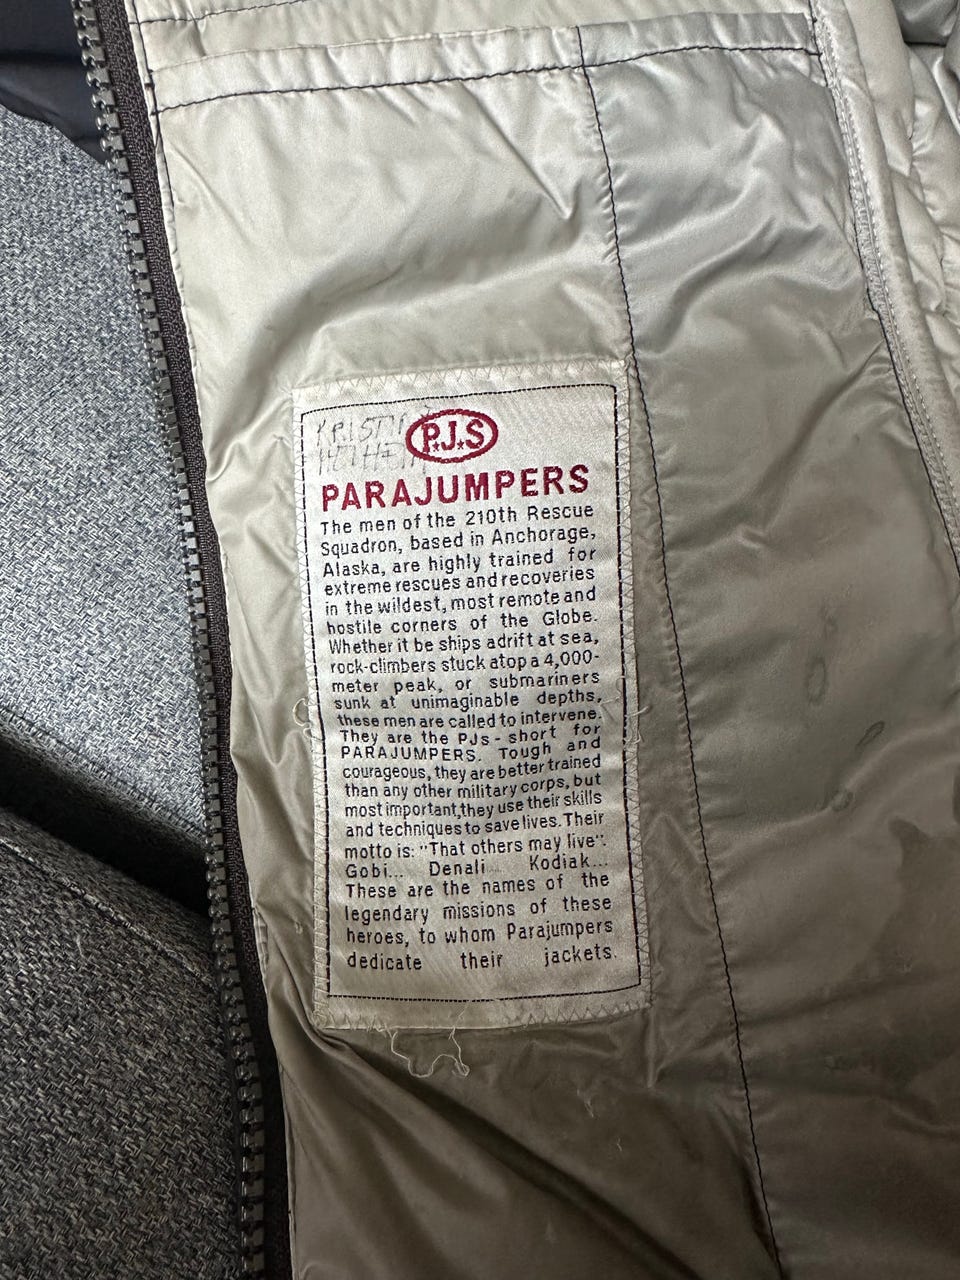 P.J.S
PARAJUMPERS
The men of the 210th Rescue
Squadron, based in Anchorage,
Alaska, are highly trained for
extreme rescues and recoveries
in the wildest, most remote and
hostile corners of the Globe.
Whether it be ships adrift at sea,
rock-climbers stuck atop a 4,000-
meter peak, or submariners
sunk at unimaginable depths,
these men are called to intervene.
They are the PJs - short for
PARAJUMPERS. Tough and
courageous, they are better trained
than any other military corps, but
most important,they use their skills
and techniques to save lives. Their
motto is: "That others may live".
Gobi... Denali.... Kodiak...
These are the names of the
legendary missions of these
heroes, to whom Parajumpers
dedicate their jackets.